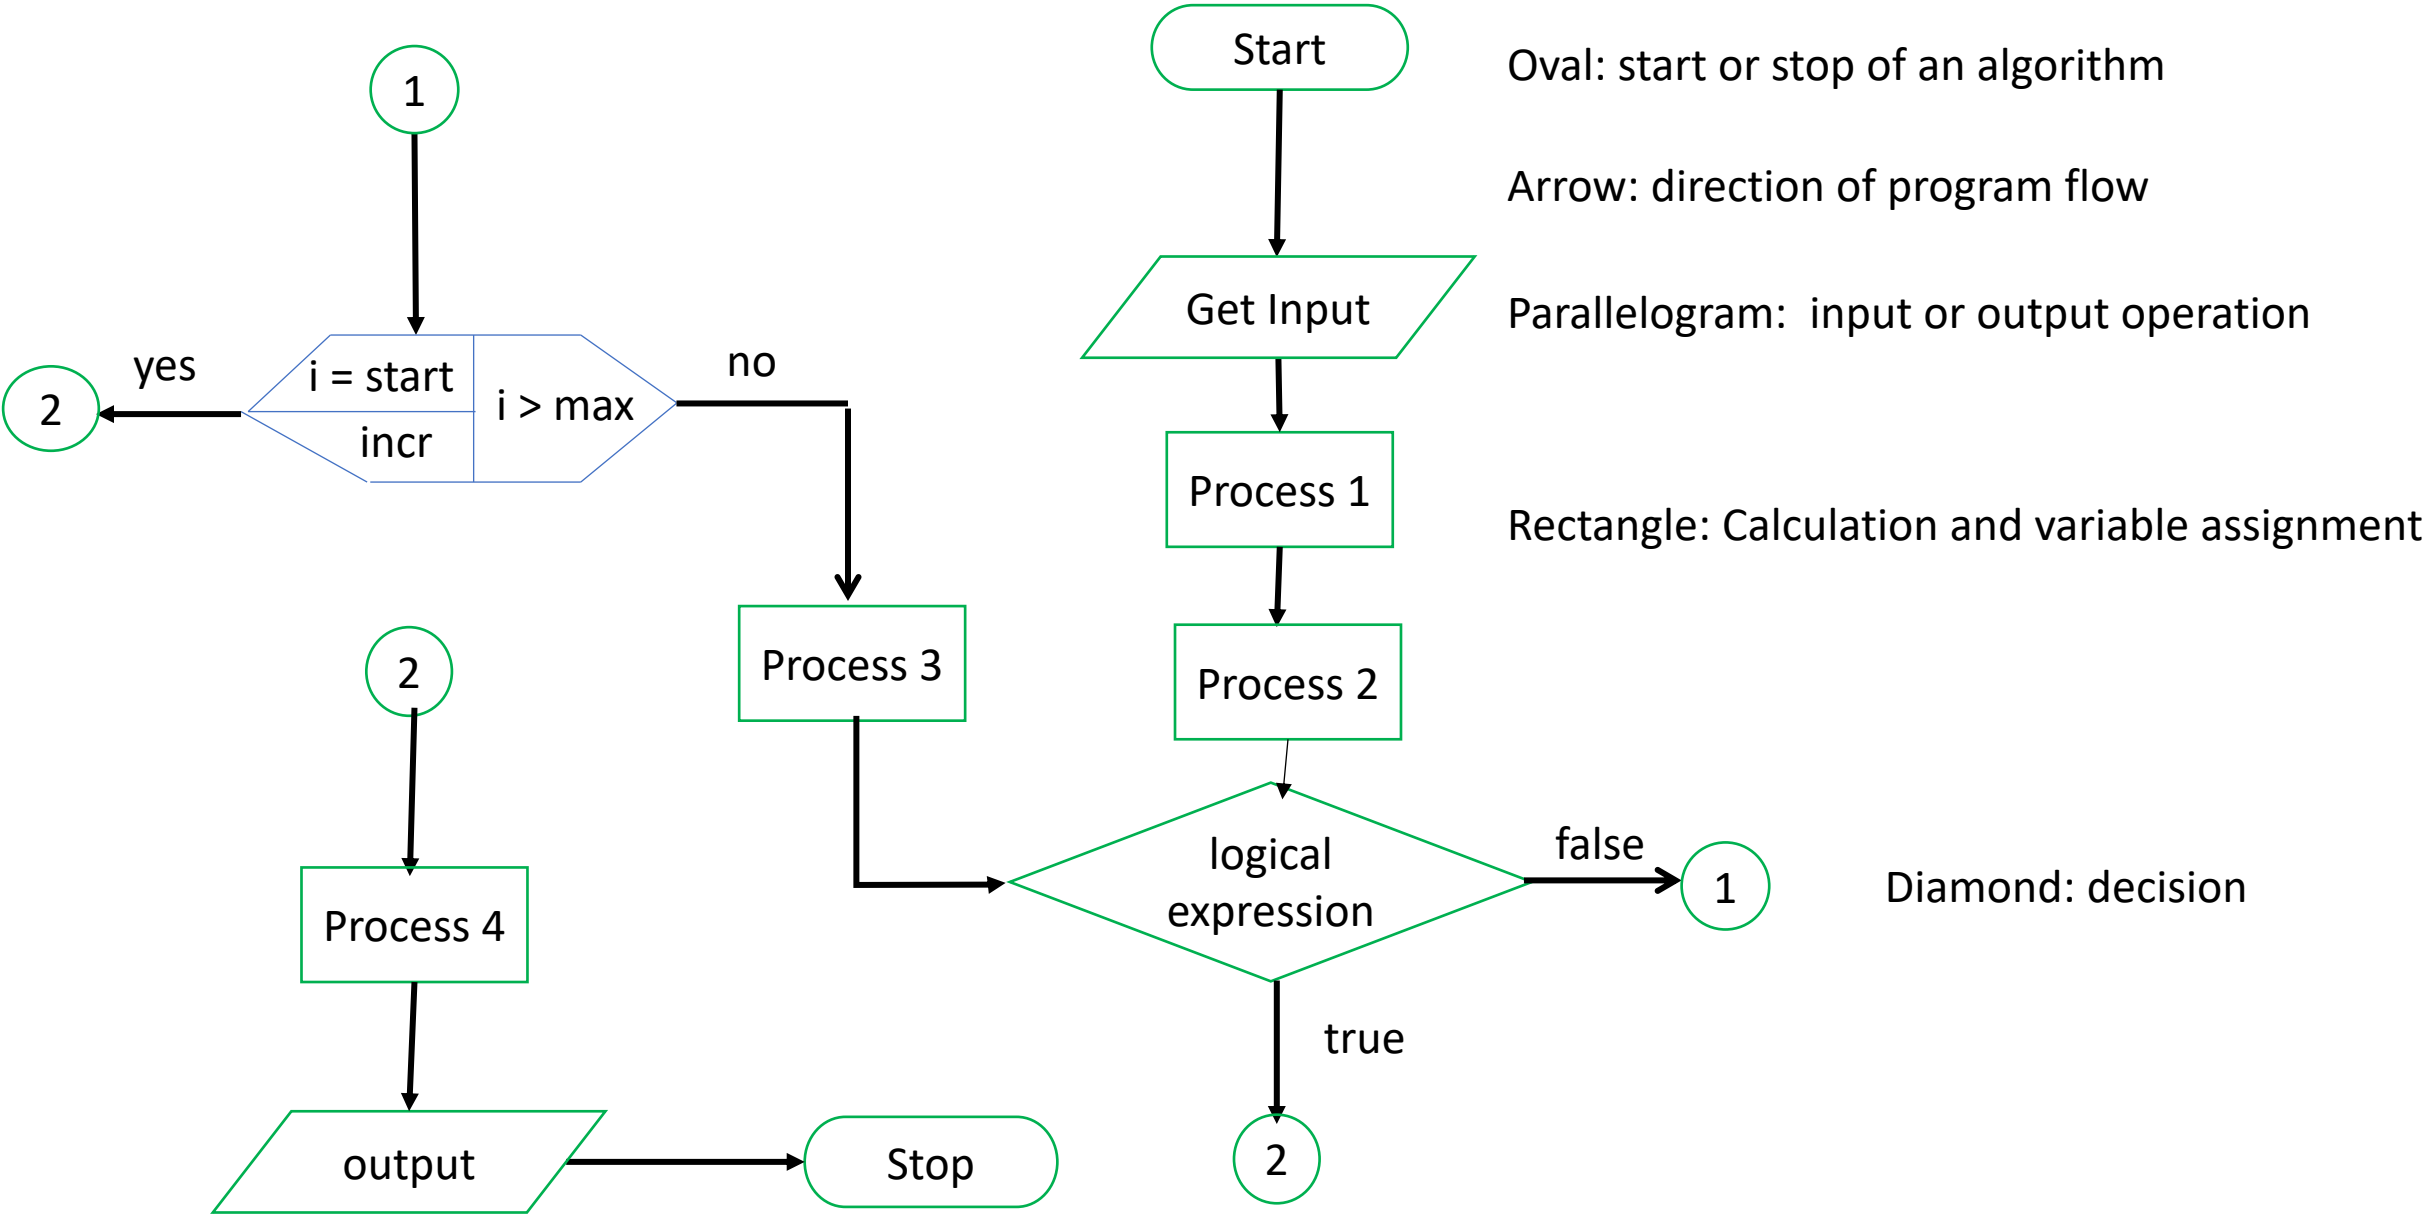 Start
Oval: start or stop of an algorithm
1
Arrow: direction of program flow
Get Input
Parallelogram:  input or output operation
yes
i = start
i > max
incr
no
2
Process 1
Rectangle: Calculation and variable assignment
2
Process 3
Process 2
logical
expression
false
1
Diamond: decision
Process 4
true
output
Stop
2